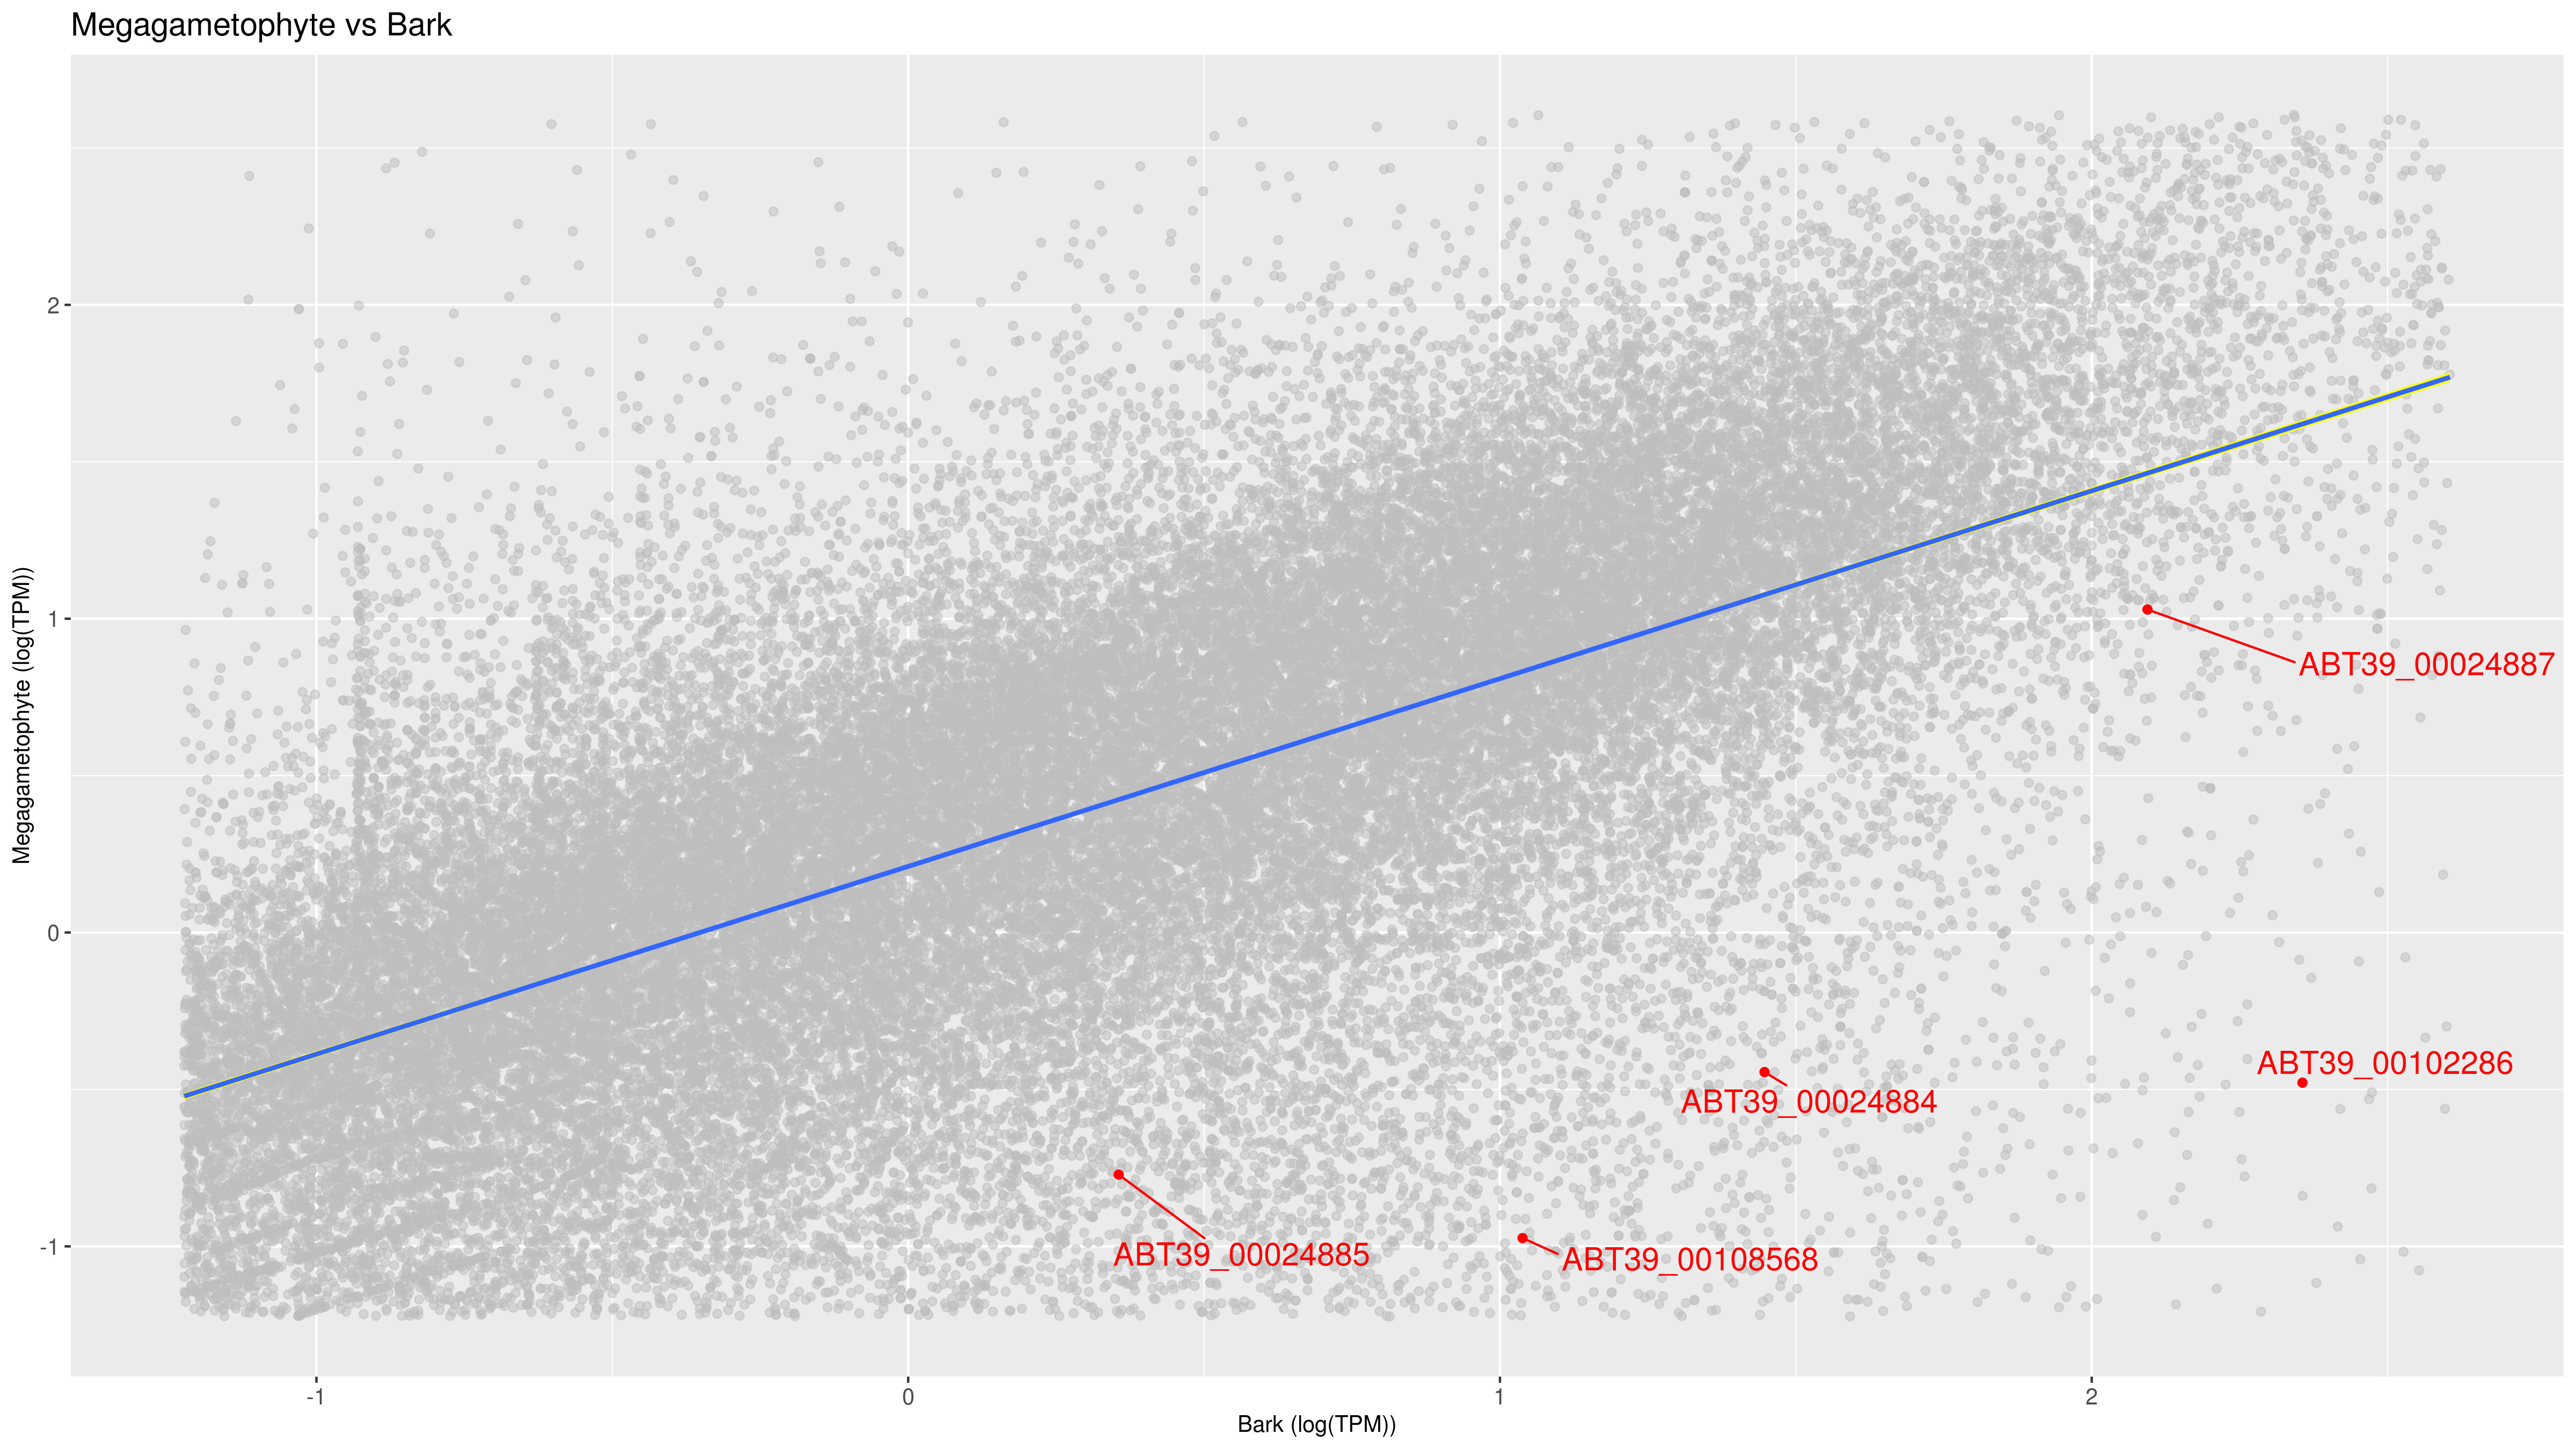 Megagametophyte vs Bark
Megagametophyte (log(TPM))
2
1
0
-1
ABT39_00024887
ABT39_00102286
ABT39_00024884
ABT39_00024885
ABT39_00108568
-1
0
1
2
Bark (log(TPM))